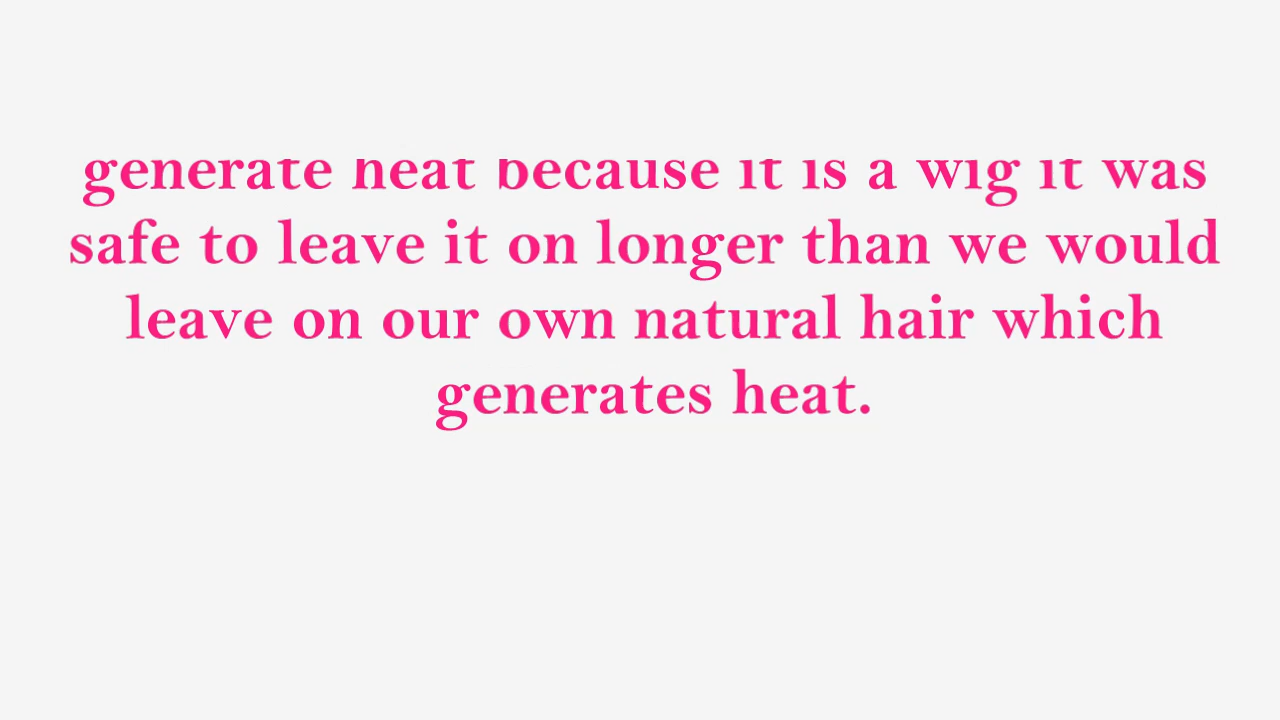 generate heat because it is a wig it was
safe to leave it on longer than we would
leave on our own natural hair which
generates heat.